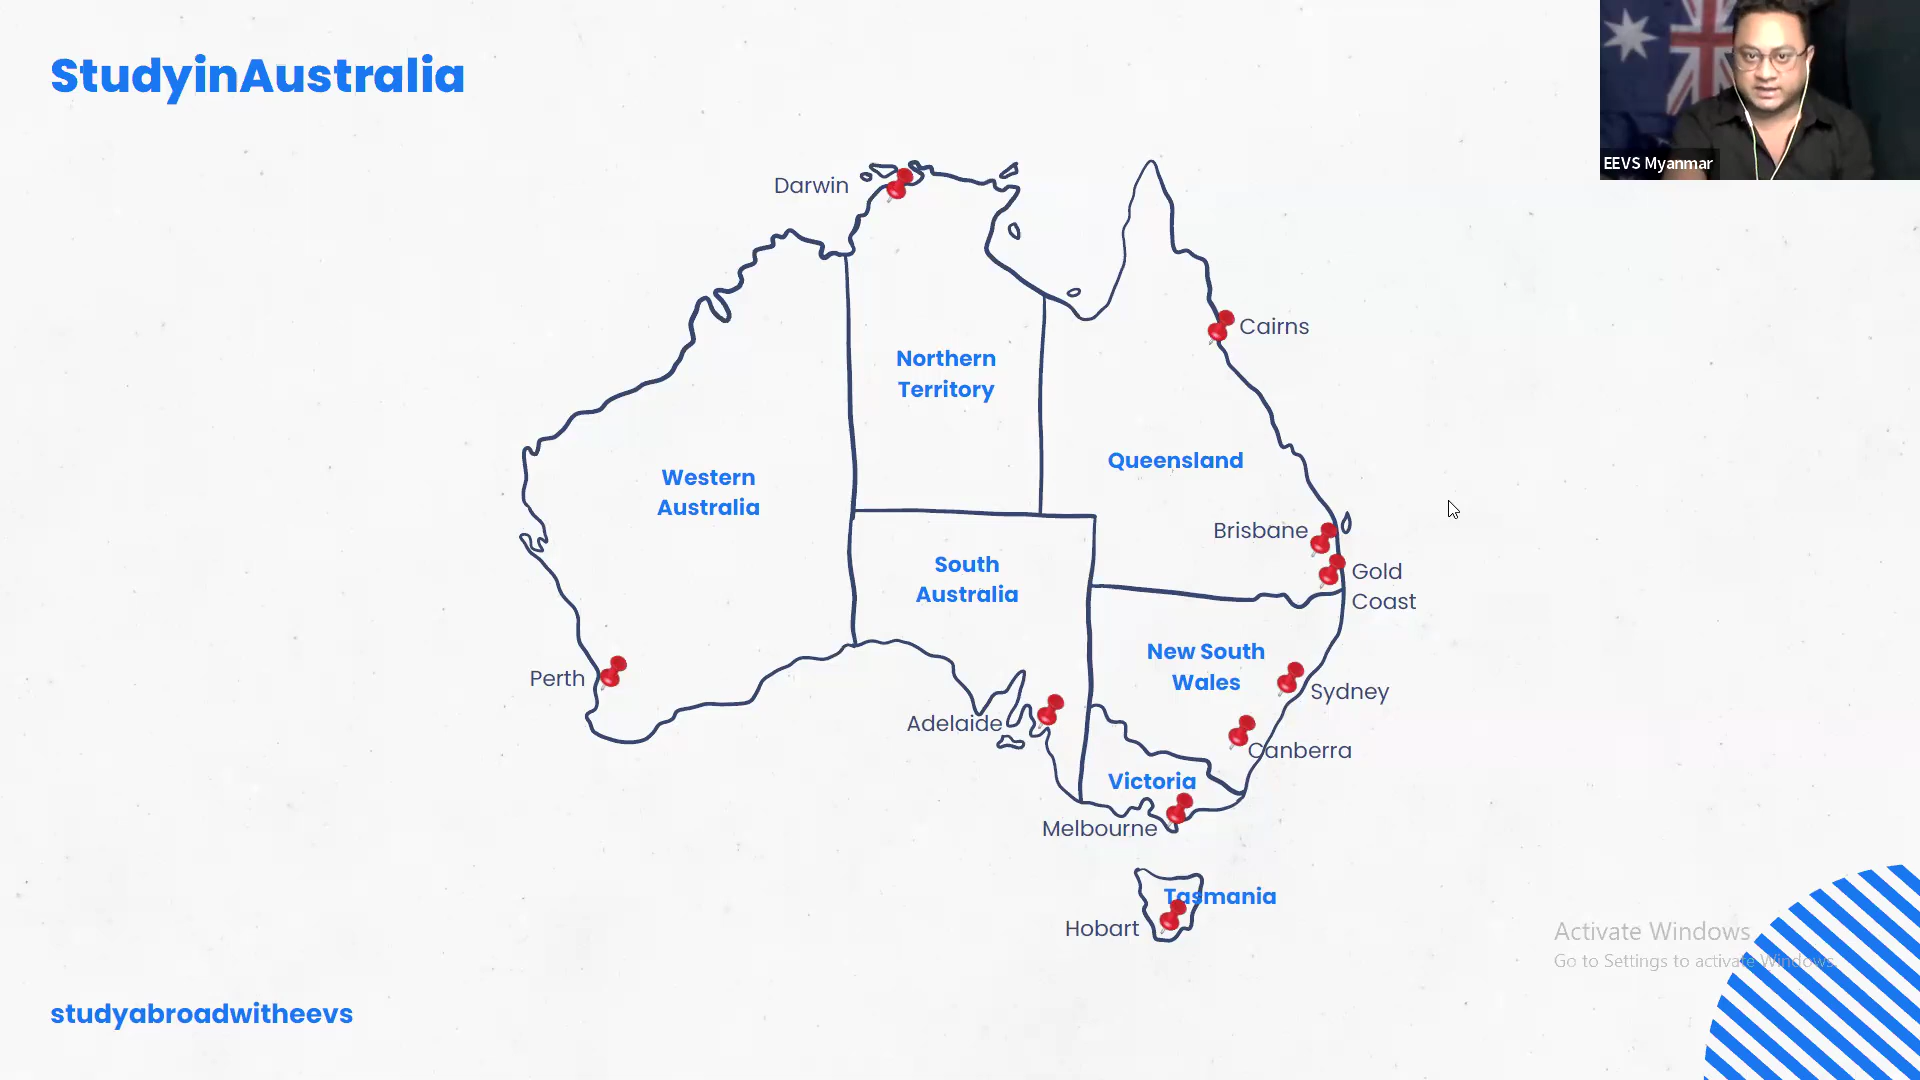 StudyinAustralia
EEVS Myanmar
Darwin
Cairns
Northern
Territory
Queensland
Western
Australia
Brisbane
South
Australia
Gold
Coast
New South
Wales
Perth
Sydney
Adelaide
Canberra
Victoria
Melbourne
Tasmania
Hobart
Activate Windows
Go to Settings to activate Windows.
studyabroadwitheevs